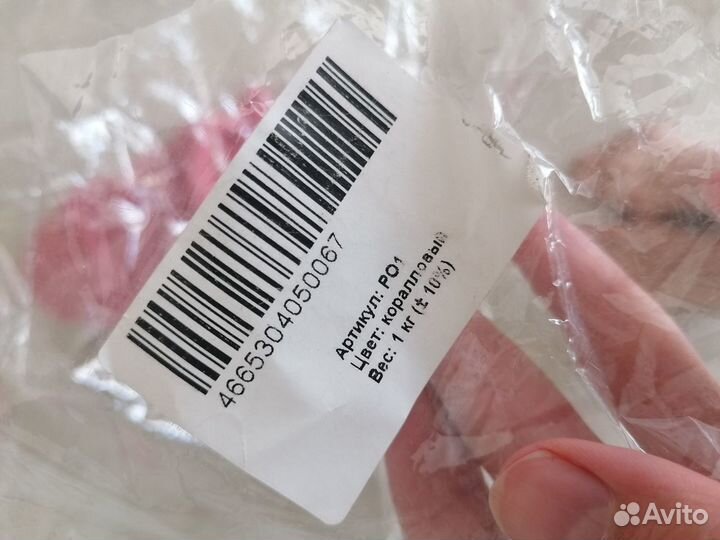 4665304050067
Артикул: PO1
Цвет: коралловый
Вес: 1 кг (± 10%)
Avito